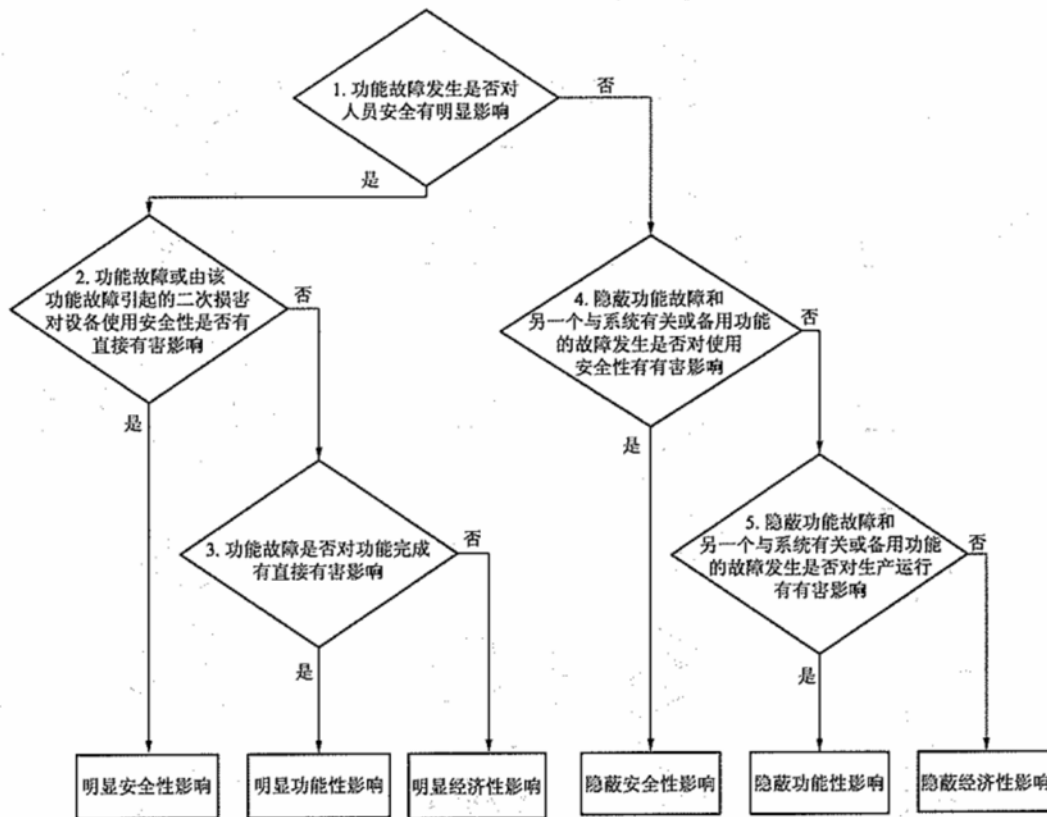 1. 功能故障发生是否对
人员安全有明显影响
否
是
2. 功能故障或由该
功能故障引起的二次损害
对设备使用安全性是否有
直接有害影响
否
是
4. 隐蔽功能故障和
另一个与系统有关或备用功能
的故障发生是否对使用
安全性有有害影响
否
是
3. 功能故障是否对功能完成
有直接有害影响
否
是
5. 隐蔽功能故障和
另一个与系统有关或备用功能
的故障发生是否对生产运行
有有害影响
否
是
明显安全性影响
明显功能性影响
明显经济性影响
隐蔽安全性影响
隐蔽功能性影响
隐蔽经济性影响